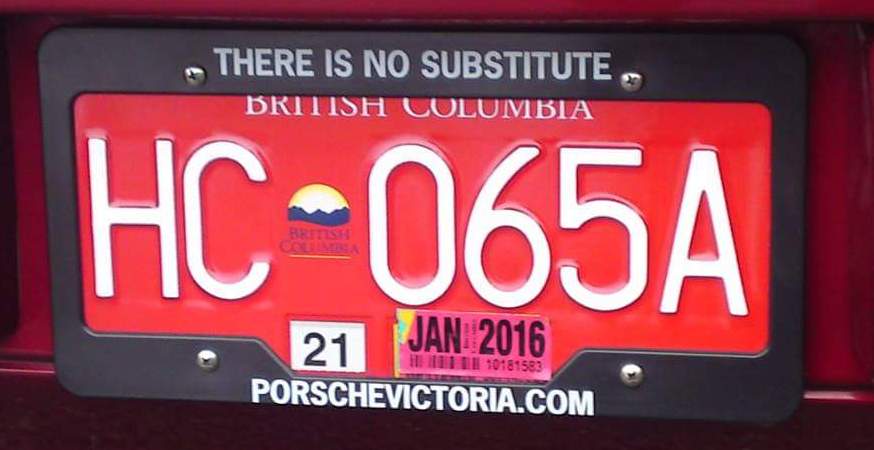 THERE IS NO SUBSTITUTE
BRITISH COLUMBIA
HC 065A
BRITISH
COLUMBIA
21 JAN 2016
10181583
PORSCHEVICTORIA.COM